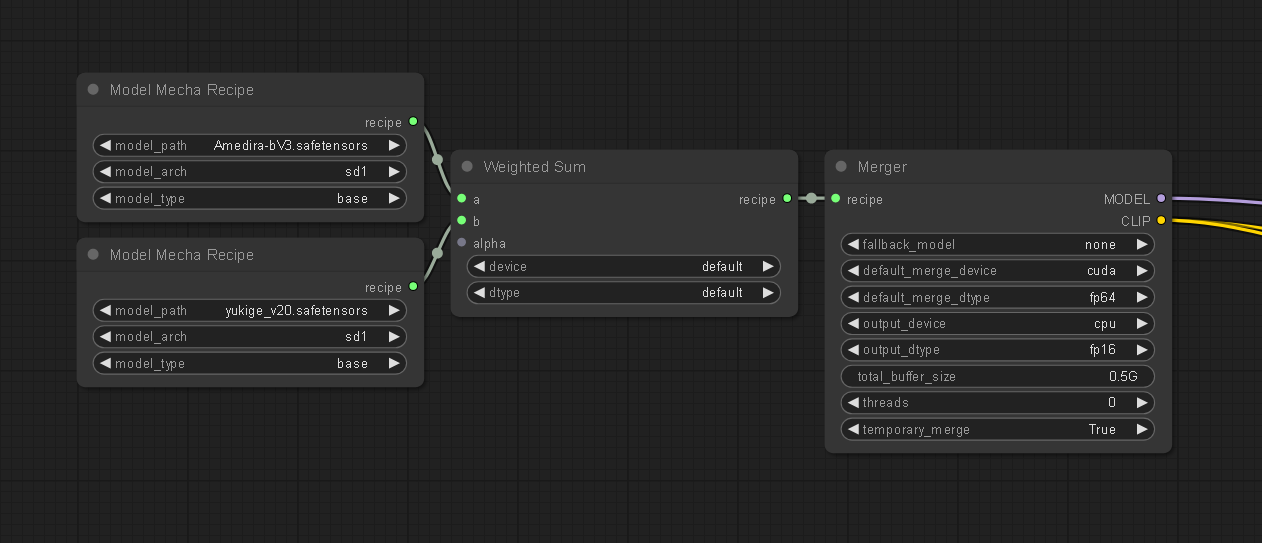 Model Mecha Recipe
recipe
model_path Amedira-bV3.safetensors
model_arch sd1
model_type base
Model Mecha Recipe
recipe
model_path yukige_v20.safetensors
model_arch sd1
model_type base
Weighted Sum
a recipe
b
alpha
device default
dtype default
Merger
recipe MODEL
CLIP
fallback_model none
default_merge_device cuda
default_merge_dtype fp64
output_device cpu
output_dtype fp16
total_buffer_size 0.5G
threads 0
temporary_merge True